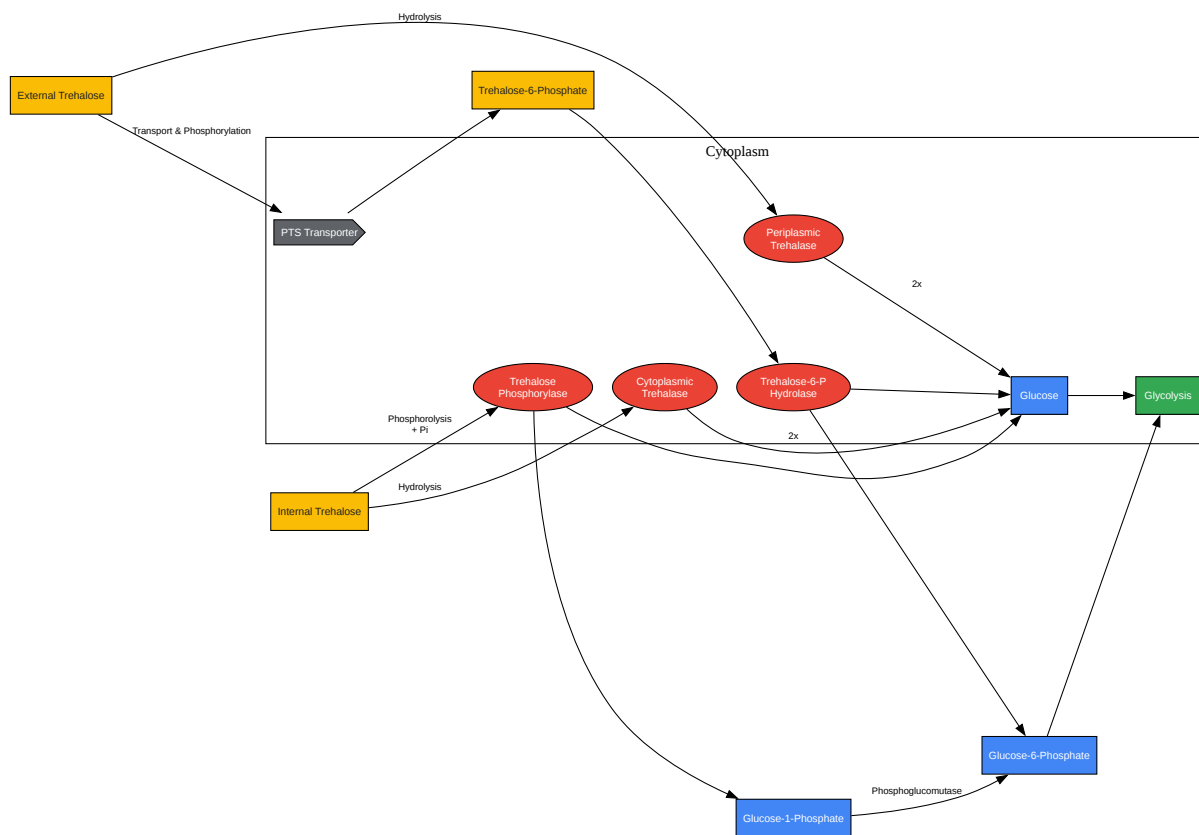 Hydrolysis
External Trehalose
Trehalose-6-Phosphate
Transport & Phosphorylation
Cytoplasm
PTS Transporter
Periplasmic
Trehalase
2x
Trehalose
Phosphorylase
Cytoplasmic
Trehalase
Trehalose-6-P
Hydrolase
Glucose
Glycolysis
Phosphorolysis
+ Pi
2x
Hydrolysis
Internal Trehalose
Glucose-6-Phosphate
Phosphoglucomutase
Glucose-1-Phosphate